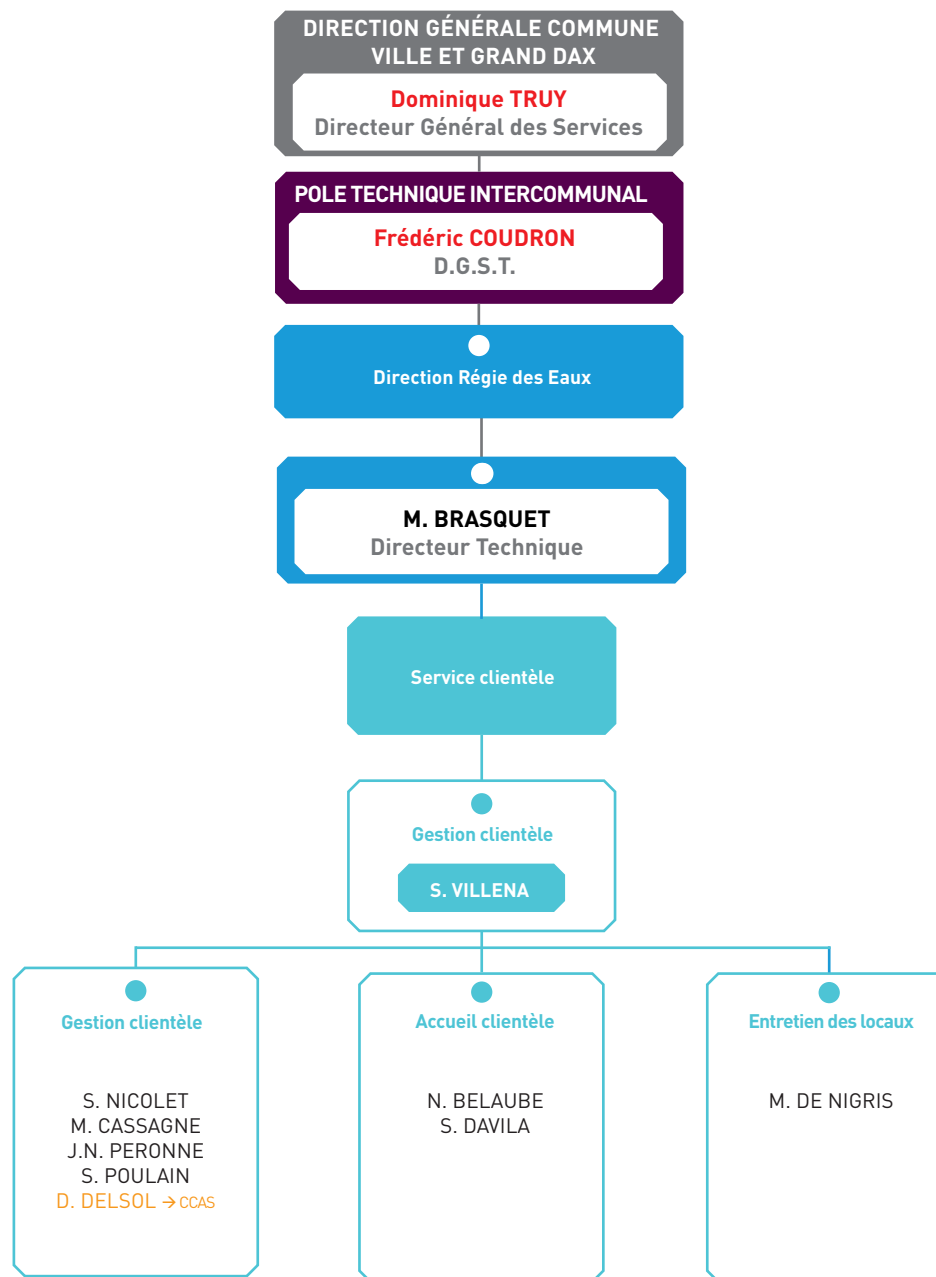 DIRECTION GÉNÉRALE COMMUNE
VILLE ET GRAND DAX
Dominique TRUY
Directeur Général des Services
POLE TECHNIQUE INTERCOMMUNAL
Frédéric COUDRON
D.G.S.T.
Direction Régie des Eaux
M. BRASQUET
Directeur Technique
Service clientèle
Gestion clientèle
S. VILLENA
Gestion clientèle
S. NICOLET
M. CASSAGNE
J.N. PERONNE
S. POULAIN
D. DELSOL → CCAS
Accueil clientèle
N. BELAUBE
S. DAVILA
Entretien des locaux
M. DE NIGRIS